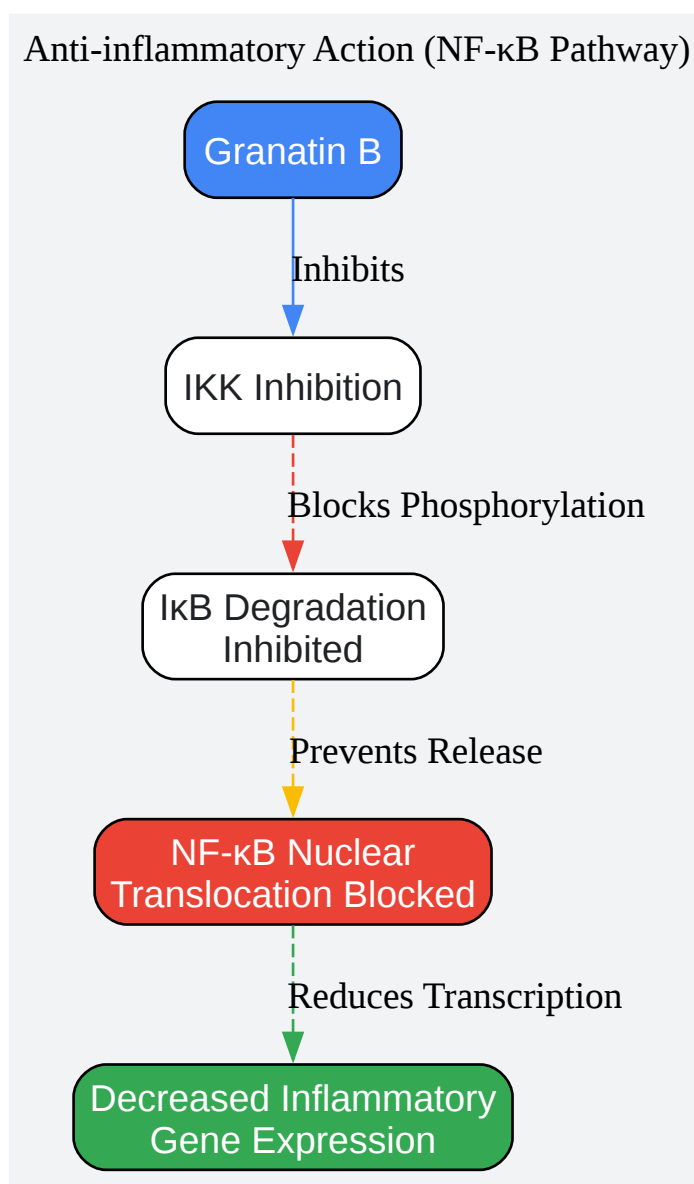 Anti-inflammatory Action (NF-κB Pathway)
Granatin B
Inhibits
IKK Inhibition
Blocks Phosphorylation
IκB Degradation
Inhibited
Prevents Release
NF-κB Nuclear
Translocation Blocked
Reduces Transcription
Decreased Inflammatory
Gene Expression